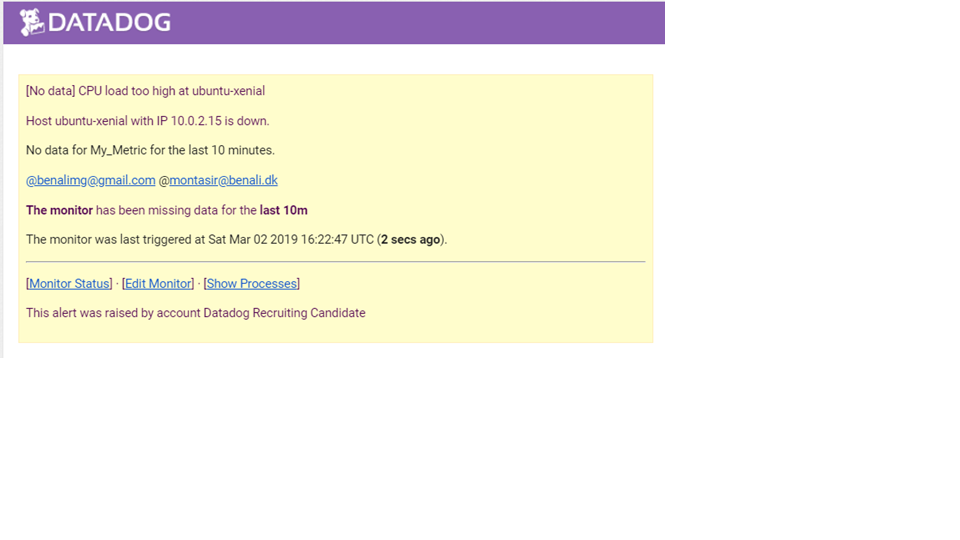 DATADOG
[No data] CPU load too high at ubuntu-xenial
Host ubuntu-xenial with IP 10.0.2.15 is down.
No data for My_Metric for the last 10 minutes.
@benalimg@gmail.com @montasir@benali.dk
The monitor has been missing data for the last 10m
The monitor was last triggered at Sat Mar 02 2019 16:22:47 UTC (2 secs ago).
[Monitor Status] · [Edit Monitor] · [Show Processes]
This alert was raised by account Datadog Recruiting Candidate